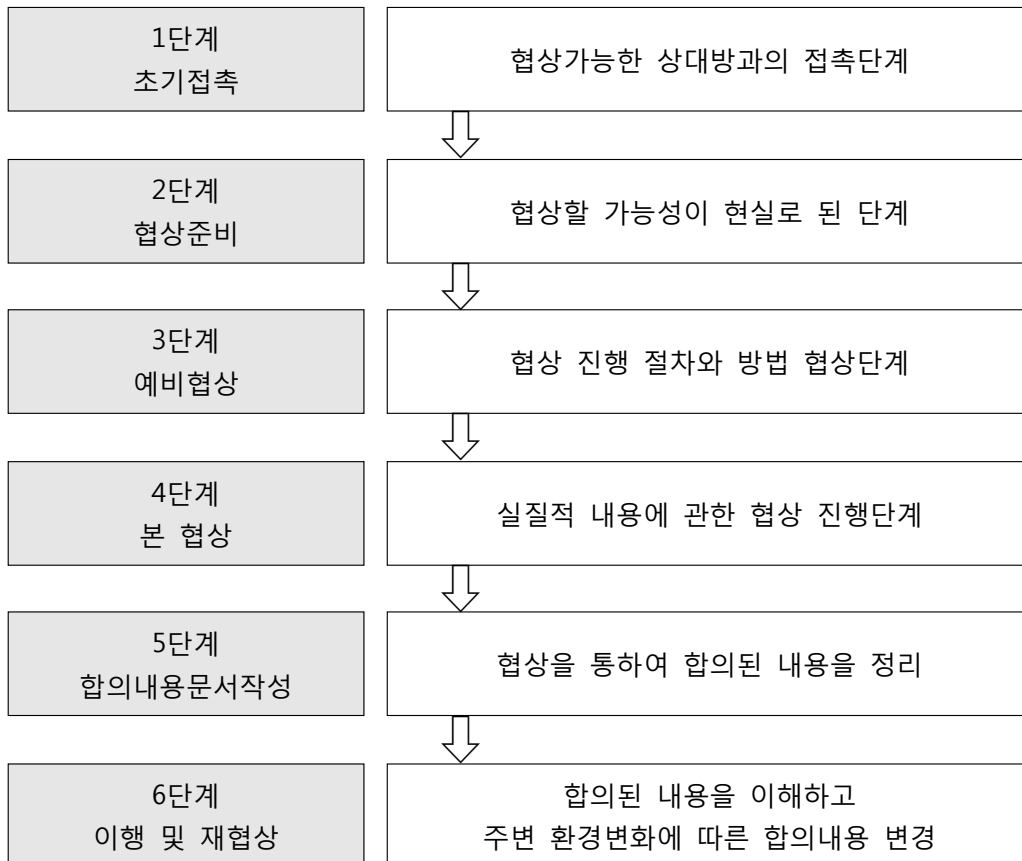 1단계
초기접촉
협상가능한 상대방과의 접촉단계
2단계
협상준비
협상할 가능성이 현실로 된 단계
3단계
예비협상
협상 진행 절차와 방법 협상단계
4단계
본 협상
실질적 내용에 관한 협상 진행단계
5단계
합의내용문서작성
협상을 통하여 합의된 내용을 정리
6단계
이행 및 재협상
합의된 내용을 이해하고
주변 환경변화에 따른 합의내용 변경